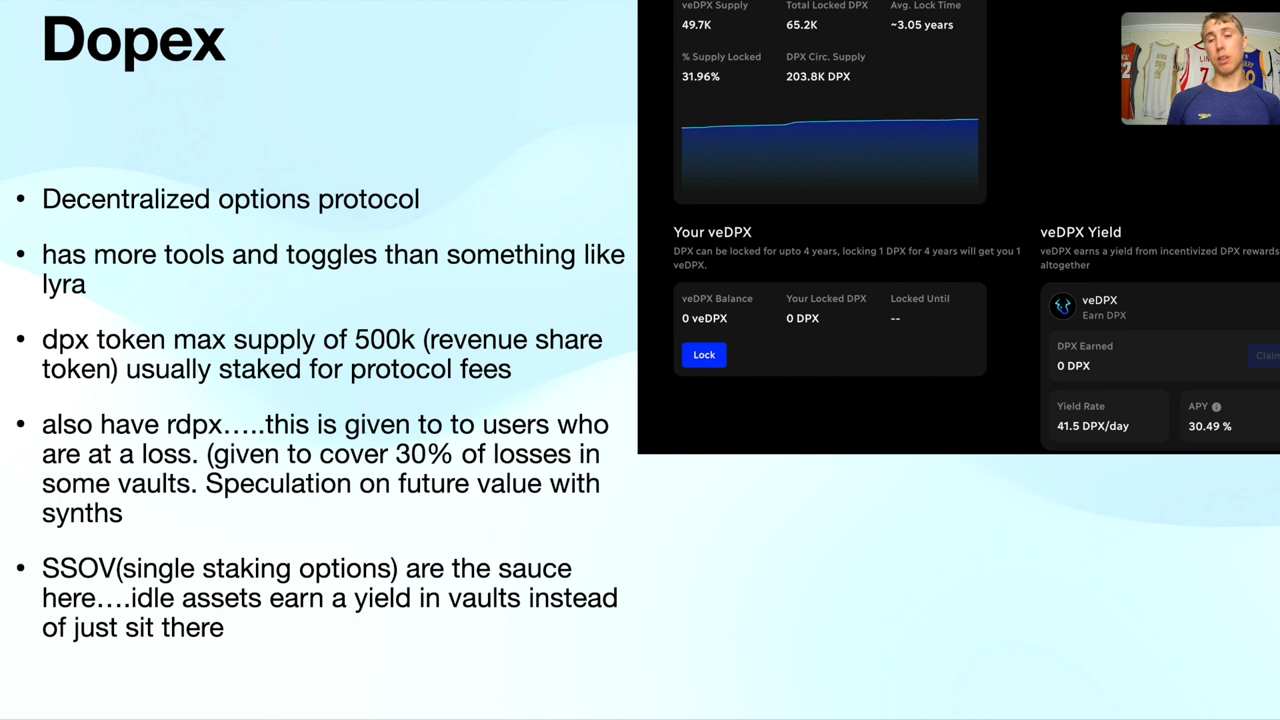 Dopex
• Decentralized options protocol
• has more tools and toggles than something like
lyra
• dpx token max supply of 500k (revenue share
token) usually staked for protocol fees
• also have rdpx…..this is given to to users who
are at a loss. (given to cover 30% of losses in
some vaults. Speculation on future value with
synths
• SSOV(single staking options) are the sauce
here….idle assets earn a yield in vaults instead
of just sit there
veDPX Supply Total Locked DPX Avg. Lock Time
49.7K 65.2K ~3.05 years
% Supply Locked DPX Circ. Supply
31.96% 203.8K DPX
Your veDPX
DPX can be locked for upto 4 years, locking 1 DPX for 4 years will get you 1
veDPX.
veDPX Balance Your Locked DPX Locked Until
0 veDPX 0 DPX --
Lock
veDPX Yield
veDPX earns a yield from incentivized DPX rewards
altogether
veDPX
Earn DPX
DPX Earned
0 DPX
Clai
Yield Rate APY
41.5 DPX/day 30.49 %